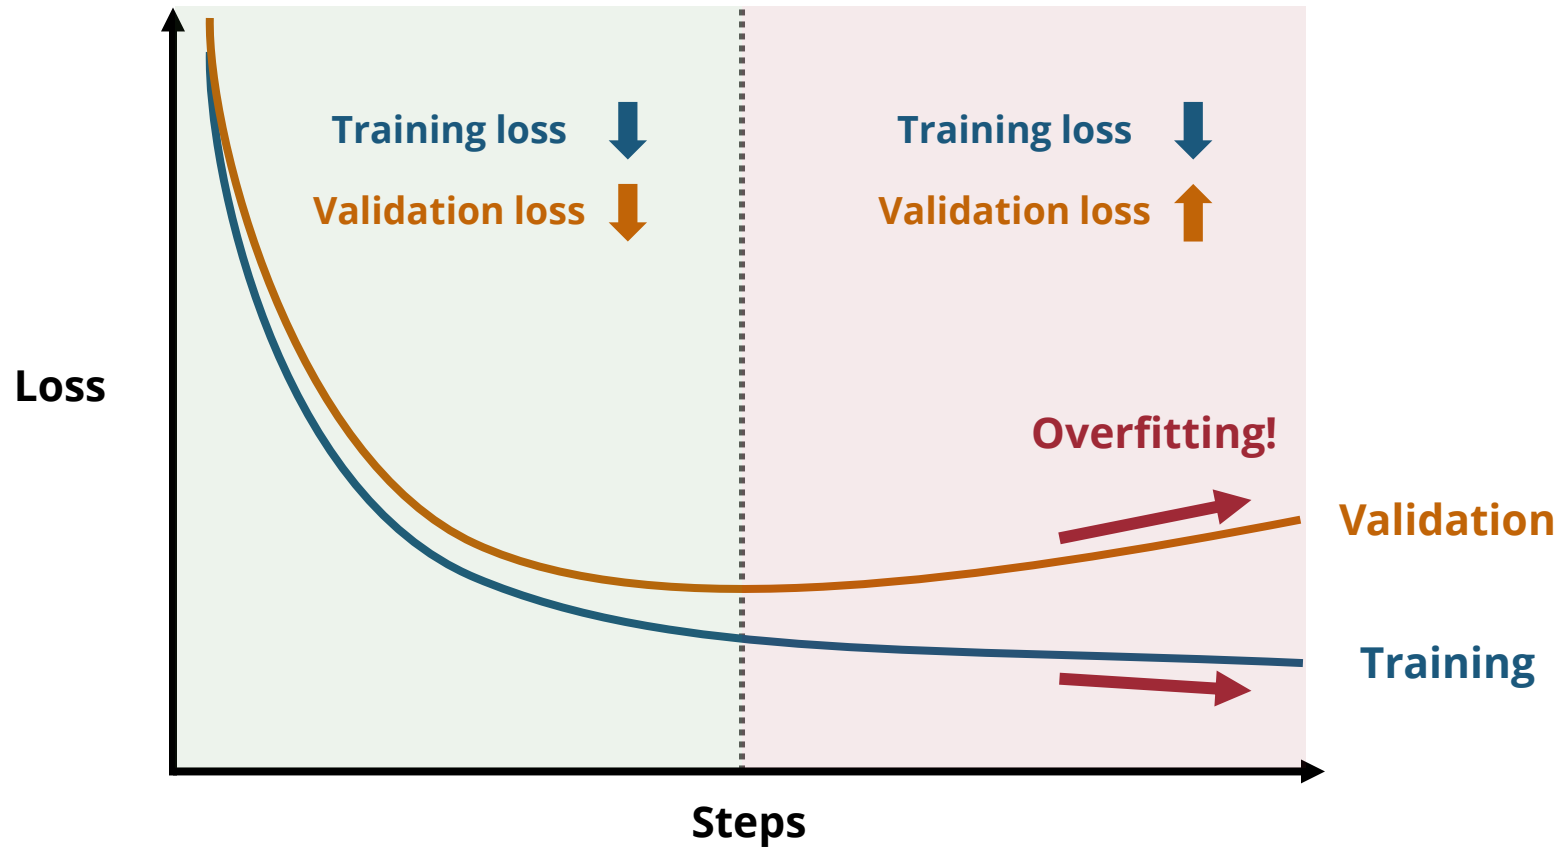 Training loss
Validation loss
Training loss
Validation loss
Loss
Overfitting!
Validation
Training
Steps